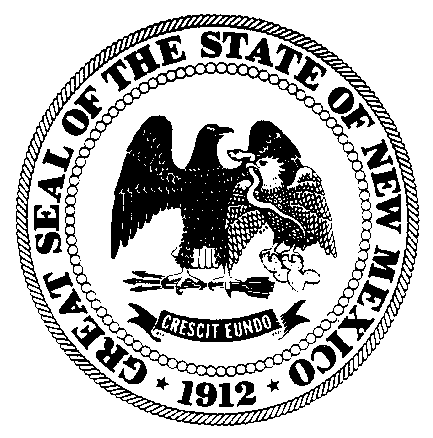 GREAT SEAL OF THE STATE OF NEW MEXICO
CRESCIT EUNDO
1912